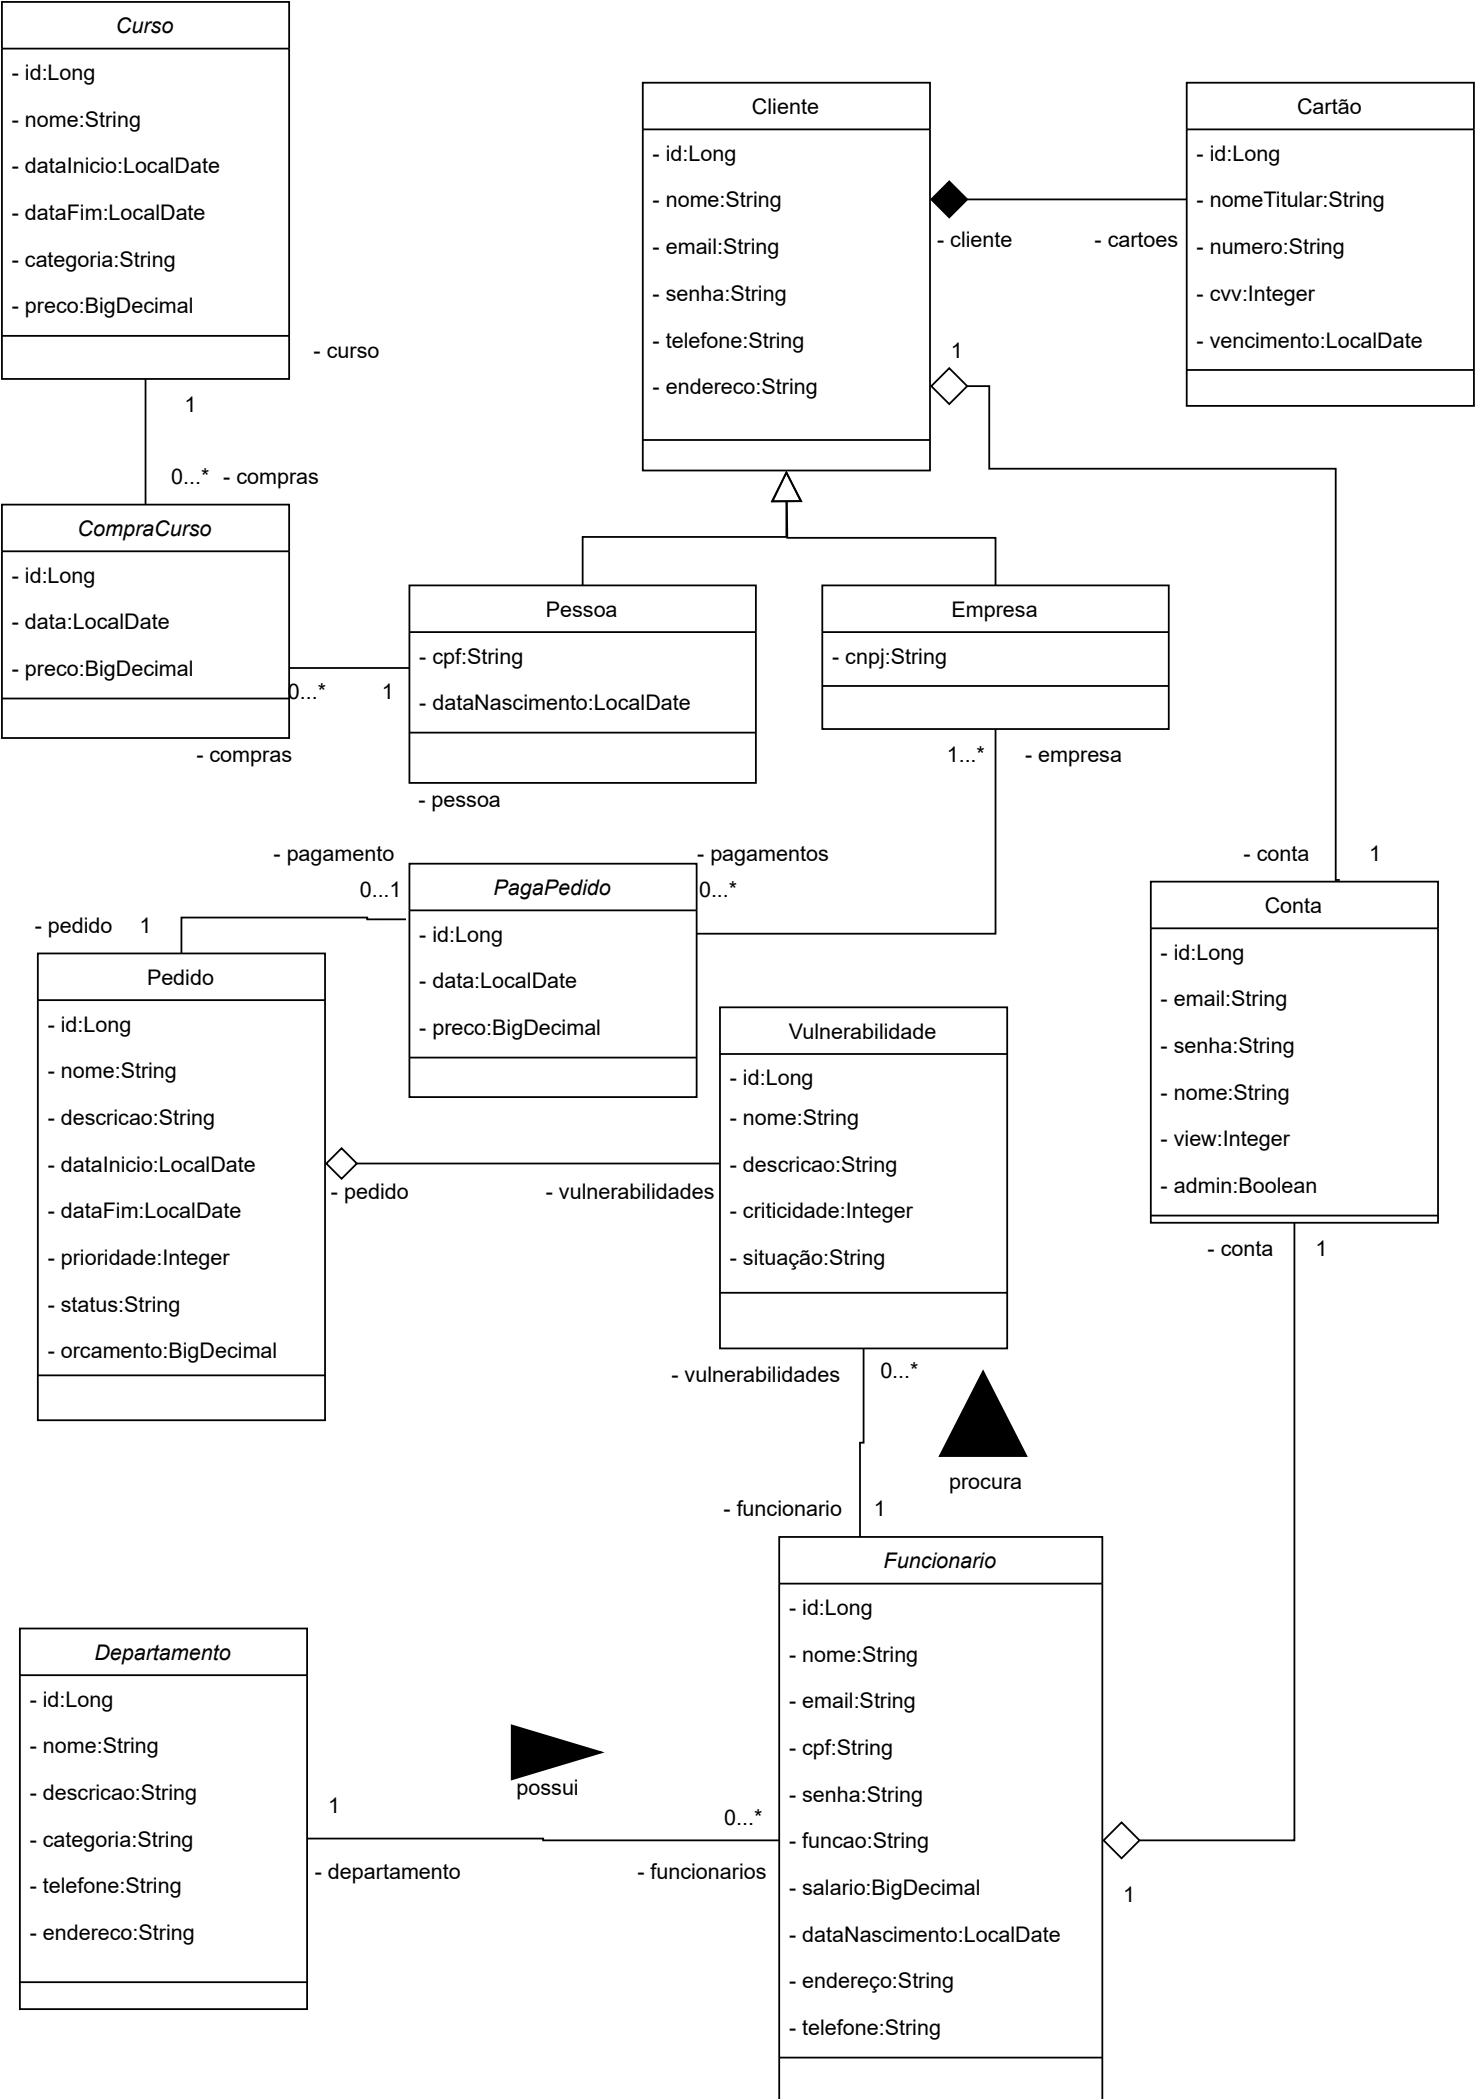 Curso
- id:Long
- nome:String
- dataInicio:LocalDate
- dataFim:LocalDate
- categoria:String
- preco:BigDecimal
- curso
1
0...* - compras
CompraCurso
- id:Long
- data:LocalDate
- preco:BigDecimal
0...*
1
- compras
Cliente
- id:Long
- nome:String
- email:String
- senha:String
- telefone:String
- endereco:String
- cliente
- cartoes
1
Cartão
- id:Long
- nomeTitular:String
- numero:String
- cvv:Integer
- vencimento:LocalDate
Pessoa
- cpf:String
- dataNascimento:LocalDate
- pessoa
Empresa
- cnpj:String
1...*
- empresa
- pagamento
0...1
- pagamentos
0...*
PagaPedido
- id:Long
- data:LocalDate
- preco:BigDecimal
- pedido
1
Pedido
- id:Long
- nome:String
- descricao:String
- dataInicio:LocalDate
- dataFim:LocalDate
- prioridade:Integer
- status:String
- orcamento:BigDecimal
- pedido
- vulnerabilidades
Vulnerabilidade
- id:Long
- nome:String
- descricao:String
- criticidade:Integer
- situação:String
- vulnerabilidades
0...*
- conta
1
Conta
- id:Long
- email:String
- senha:String
- nome:String
- view:Integer
- admin:Boolean
- conta
1
procura
- funcionario
1
Funcionario
- id:Long
- nome:String
- email:String
- cpf:String
- senha:String
- funcao:String
- salario:BigDecimal
- dataNascimento:LocalDate
- endereço:String
- telefone:String
1
Departamento
- id:Long
- nome:String
- descricao:String
- categoria:String
- telefone:String
- endereco:String
possui
1
0...*
- departamento
- funcionarios